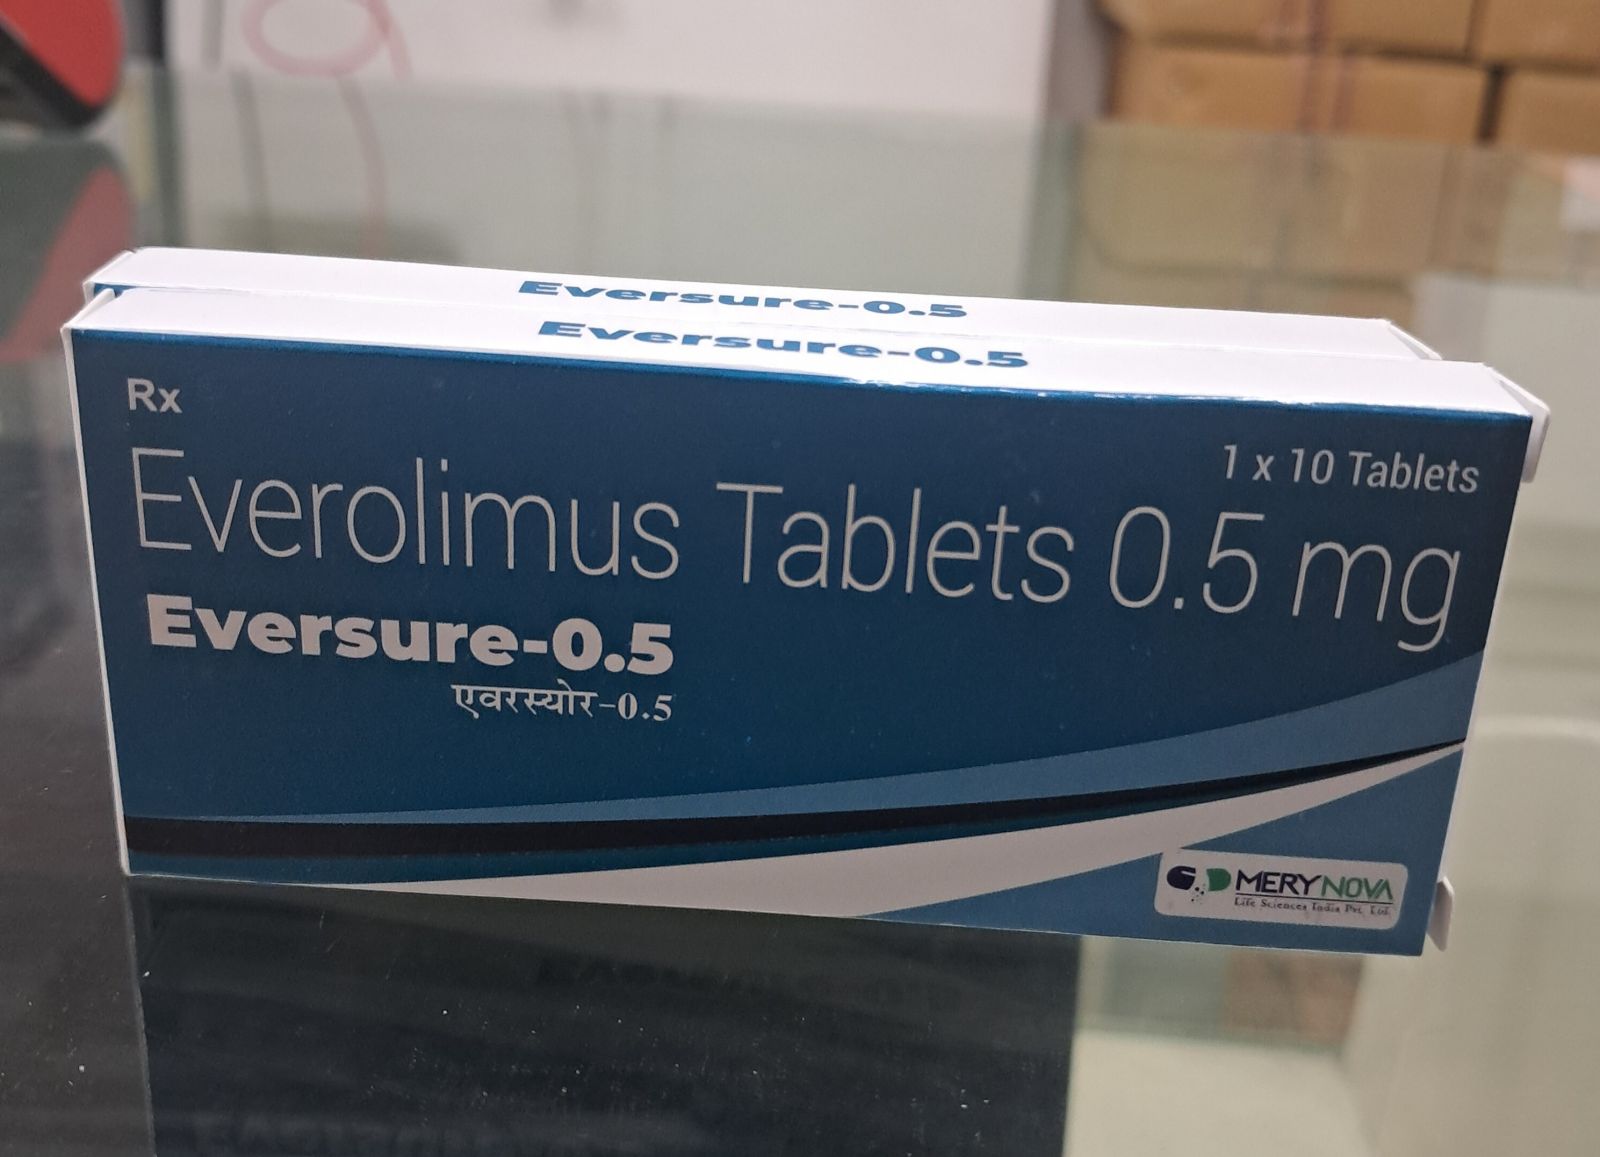 Eversure-0.5
Eversure-0.5
Rx
1 x 10 Tablets
Everolimus Tablets 0.5 mg
Eversure-0.5
एवरस्योर-0.5
MERYNOVA
Life Sciences India Pvt. Ltd.